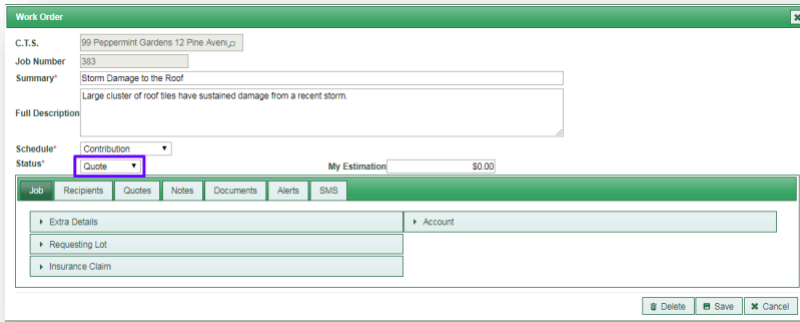 Work Order
C.T.S. 99 Peppermint Gardens 12 Pine Avenu
Job Number 383
Summary* Storm Damage to the Roof
Large cluster of roof tiles have sustained damage from a recent storm.
Full Description
Schedule* Contribution
Status* Quote My Estimation $0.00
Job Recipients Quotes Notes Documents Alerts SMS
Extra Details Account
Requesting Lot
Insurance Claim
Delete Save Cancel